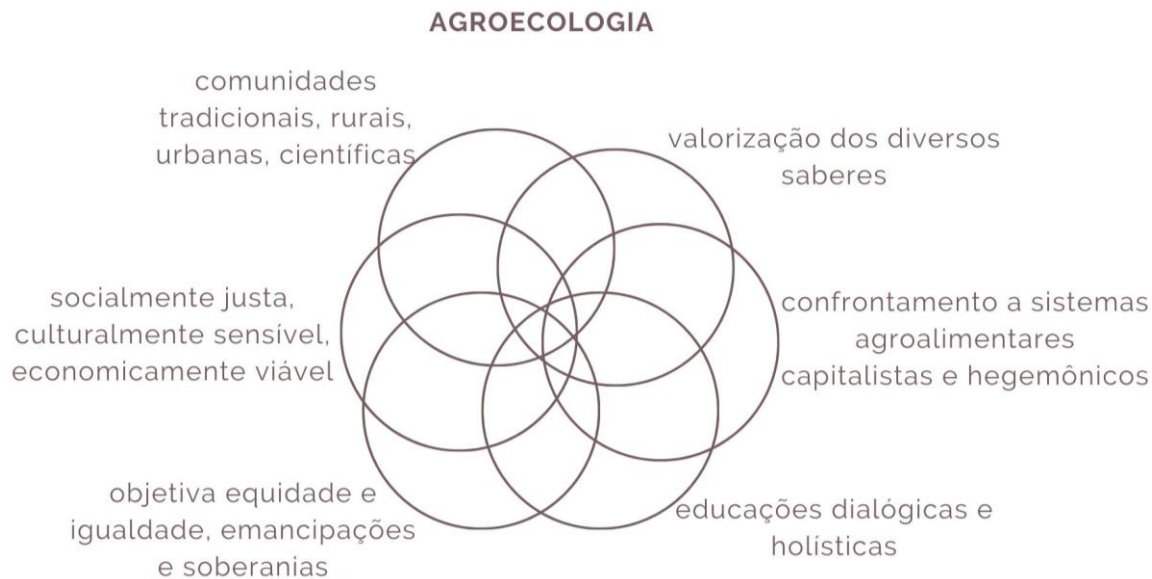 AGROECOLOGIA
comunidades
tradicionais, rurais,
urbanas, científicas
valorização dos diversos
saberes
socialmente justa,
culturalmente sensível,
economicamente viável
confrontamento a sistemas
agroalimentares
capitalistas e hegemônicos
objetiva equidade e
igualdade, emancipações
e soberanias
educações dialógicas e
holísticas